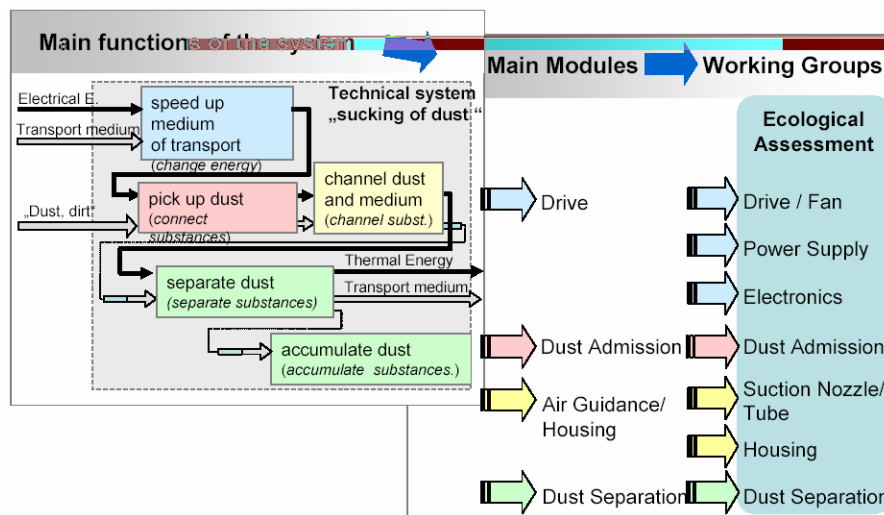 Main functions of the system
Main Modules
Working Groups
Electrical E.
Transport medium
„Dust, dirt“
Technical system
„sucking of dust“
speed up
medium
of transport
(change energy)
pick up dust
(connect
substances)
channel dust
and medium
(channel subst.)
Thermal Energy
Transport medium
separate dust
(separate substances)
accumulate dust
(accumulate substances.)
Drive
Dust Admission
Air Guidance/
Housing
Dust Separation
Ecological
Assessment
Drive / Fan
Power Supply
Electronics
Dust Admission
Suction Nozzle/
Tube
Housing
Dust Separation